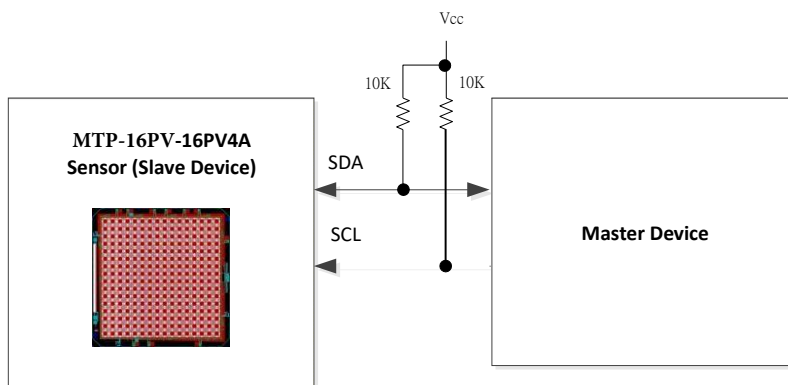 Vcc
10K
10K
MTP-16PV-16PV4A
Sensor (Slave Device)
SDA
SCL
Master Device